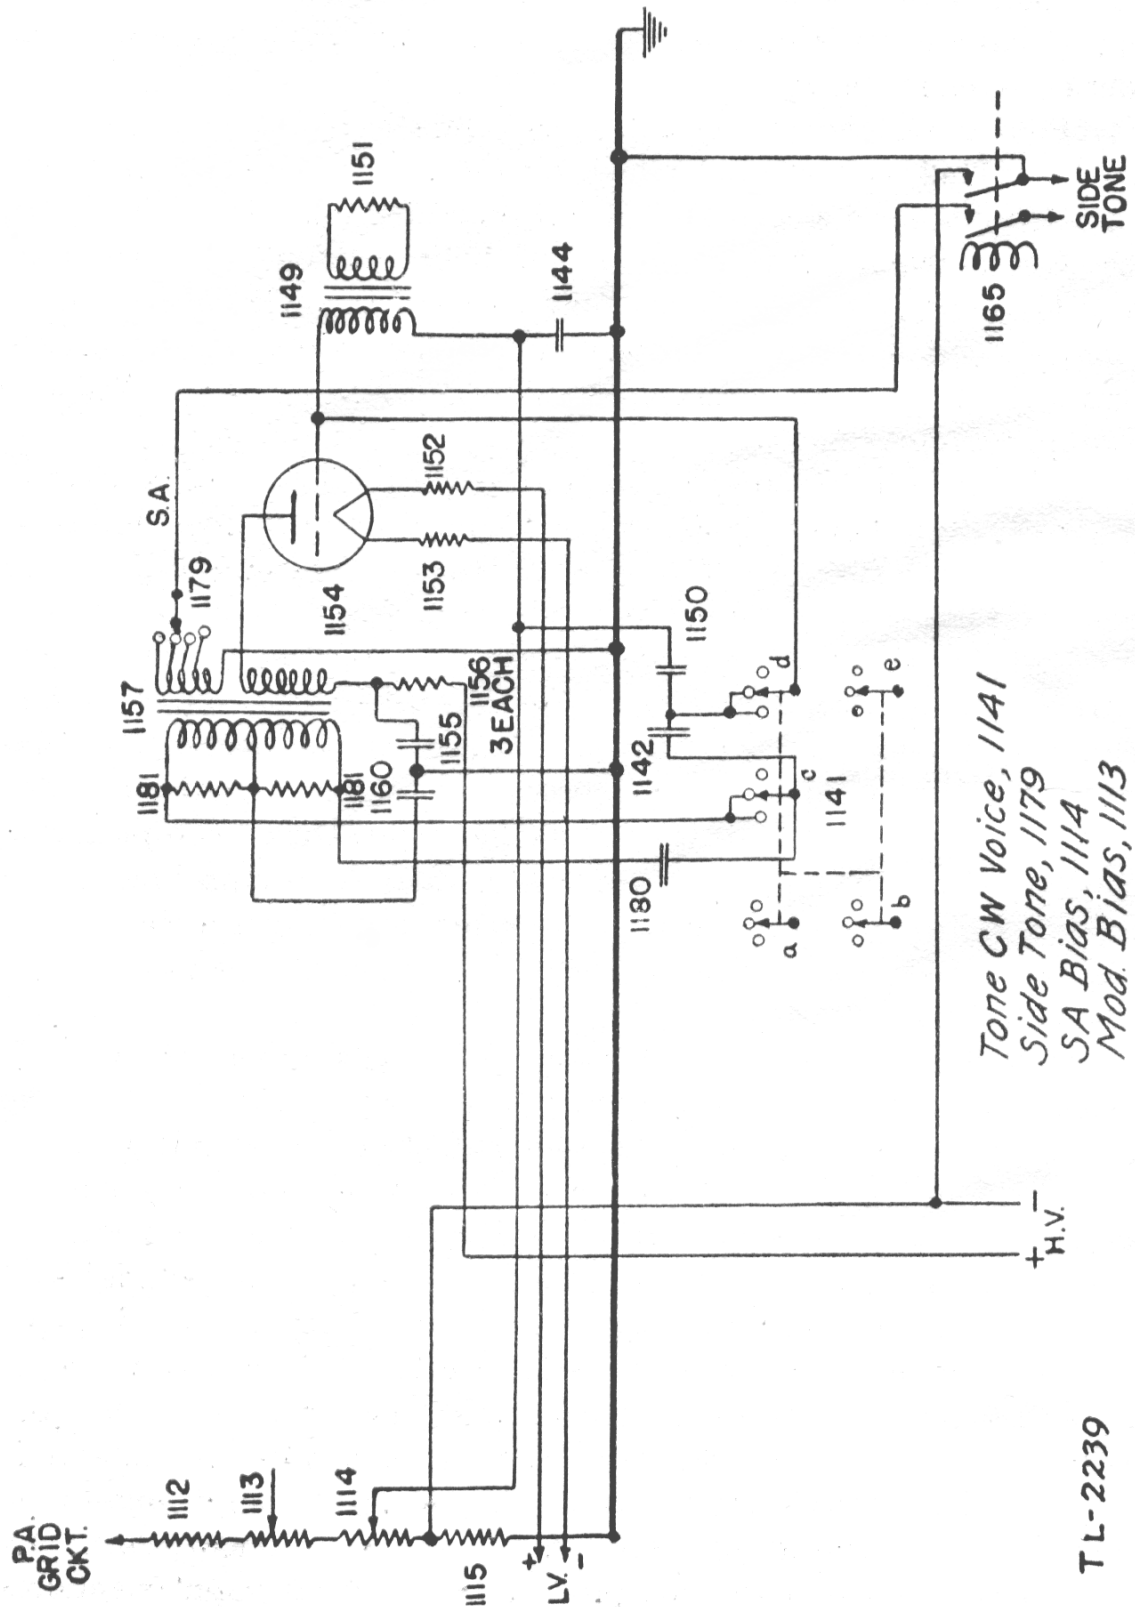 P.A.
GRID
CKT.
1112
1113
1114
1115
+
L.V.
-
1157
1179
S.A.
1154
1149
1151
1152
1153
1144
1181
1181
1160
1155
1156
3 EACH
1150
1142
1180
1141
a
b
c
d
e
1165
SIDE
TONE
+
-
H.V.
Tone CW Voice, 1141
Side Tone, 1179
SA Bias, 1114
Mod. Bias, 1113
TL-2239